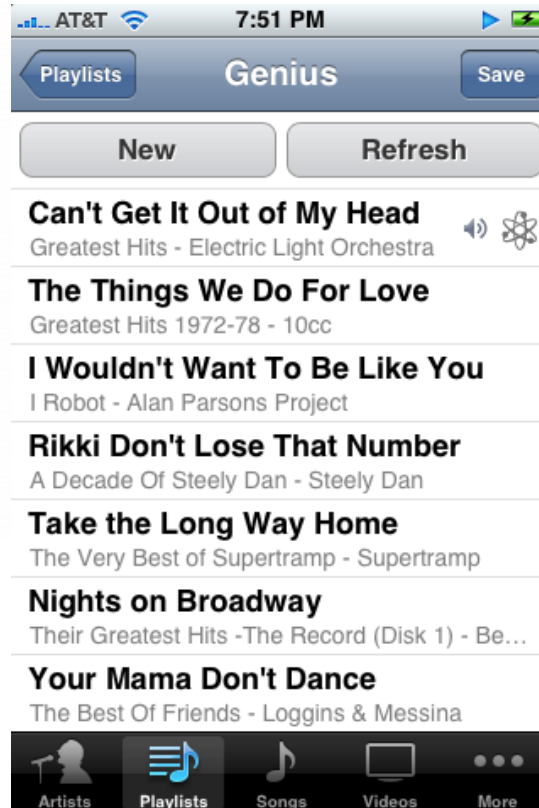 AT&T 7:51 PM
Playlists Genius Save
New Refresh
Can't Get It Out of My Head
Greatest Hits - Electric Light Orchestra
The Things We Do For Love
Greatest Hits 1972-78 - 10cc
I Wouldn't Want To Be Like You
I Robot - Alan Parsons Project
Rikki Don't Lose That Number
A Decade Of Steely Dan - Steely Dan
Take the Long Way Home
The Very Best of Supertramp - Supertramp
Nights on Broadway
Their Greatest Hits -The Record (Disk 1) - Be...
Your Mama Don't Dance
The Best Of Friends - Loggins & Messina
Artists Playlists Songs Videos More